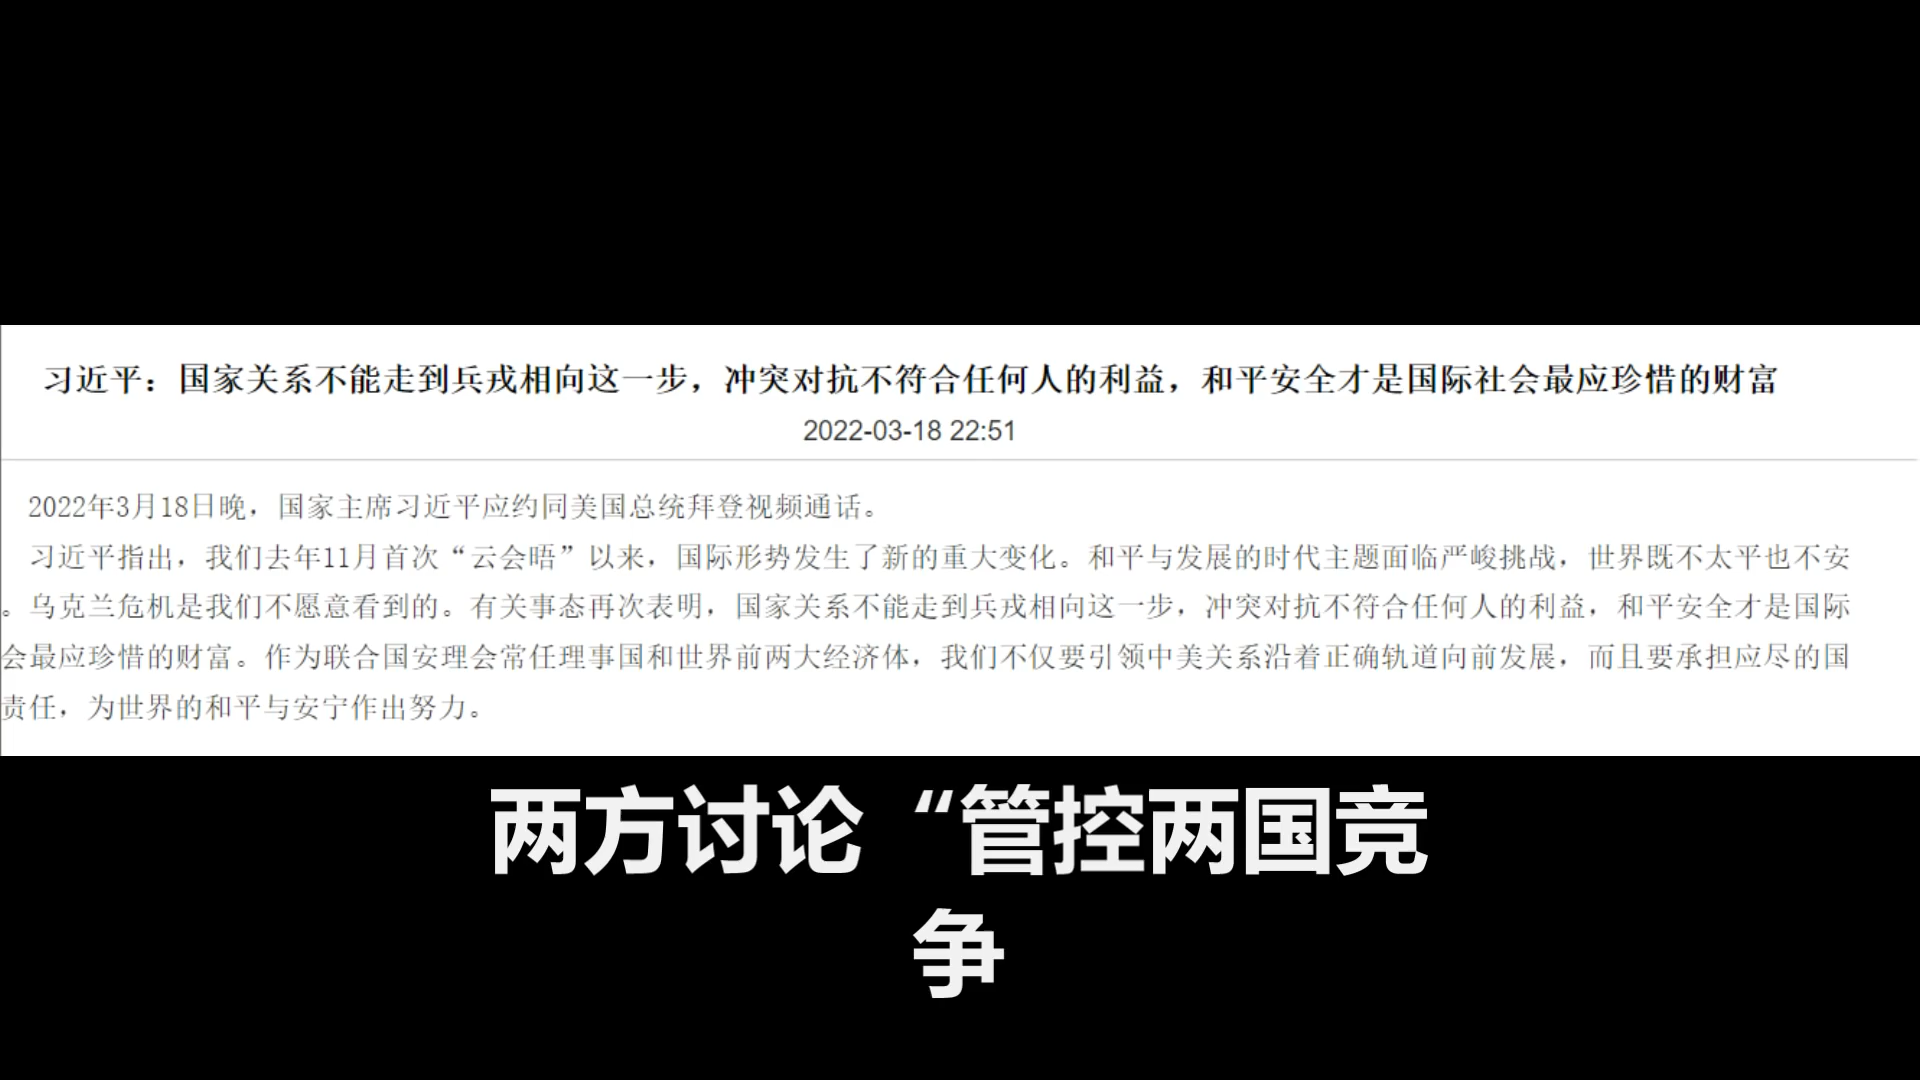 习近平：国家关系不能走到兵戎相向这一步，冲突对抗不符合任何人的利益，和平安全才是国际社会最应珍惜的财富
2022-03-18 22:51
2022年3月18日晚，国家主席习近平应约同美国总统拜登视频通话。
习近平指出，我们去年11月首次“云会晤”以来，国际形势发生了新的重大变化。和平与发展的时代主题面临严峻挑战，世界既不太平也不安
。乌克兰危机是我们不愿意看到的。有关事态再次表明，国家关系不能走到兵戎相向这一步，冲突对抗不符合任何人的利益，和平安全才是国际
会最应珍惜的财富。作为联合国安理会常任理事国和世界前两大经济体，我们不仅要引领中美关系沿着正确轨道向前发展，而且要承担应尽的国
责任，为世界的和平与安宁作出努力。
两方讨论“管控两国竞
争